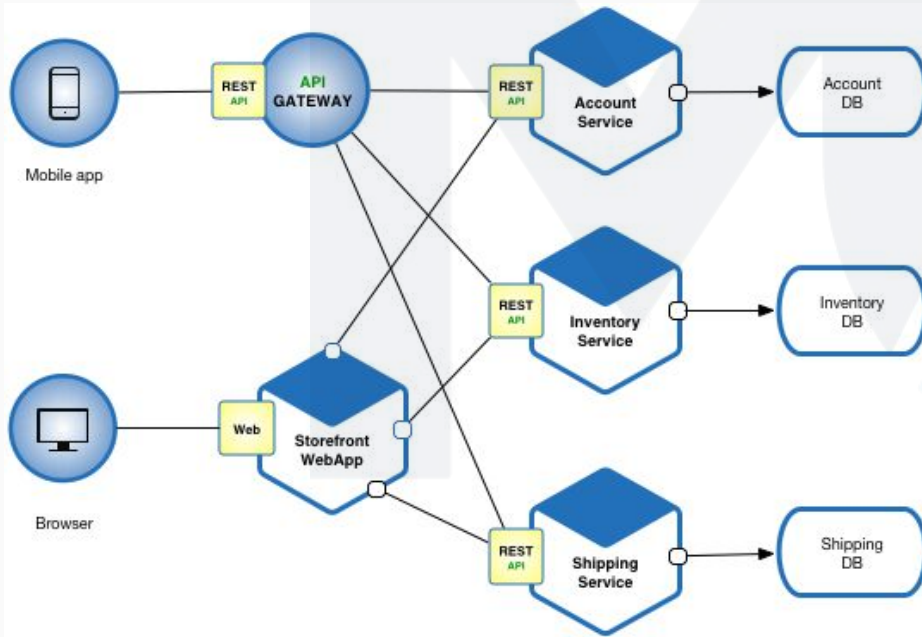 Mobile app
REST
API
API
GATEWAY
REST
API
Account
Service
Account
DB
REST
API
Inventory
Service
Inventory
DB
Browser
Web
Storefront
WebApp
REST
API
Shipping
Service
Shipping
DB